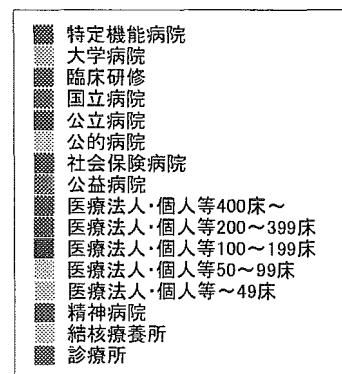 特定機能病院
大学病院
臨床研修
国立病院
公立病院
公的病院
社会保険病院
公益病院
医療法人・個人等400床～
医療法人・個人等200～399床
医療法人・個人等100～199床
医療法人・個人等50～99床
医療法人・個人等～49床
精神病院
結核療養所
診療所